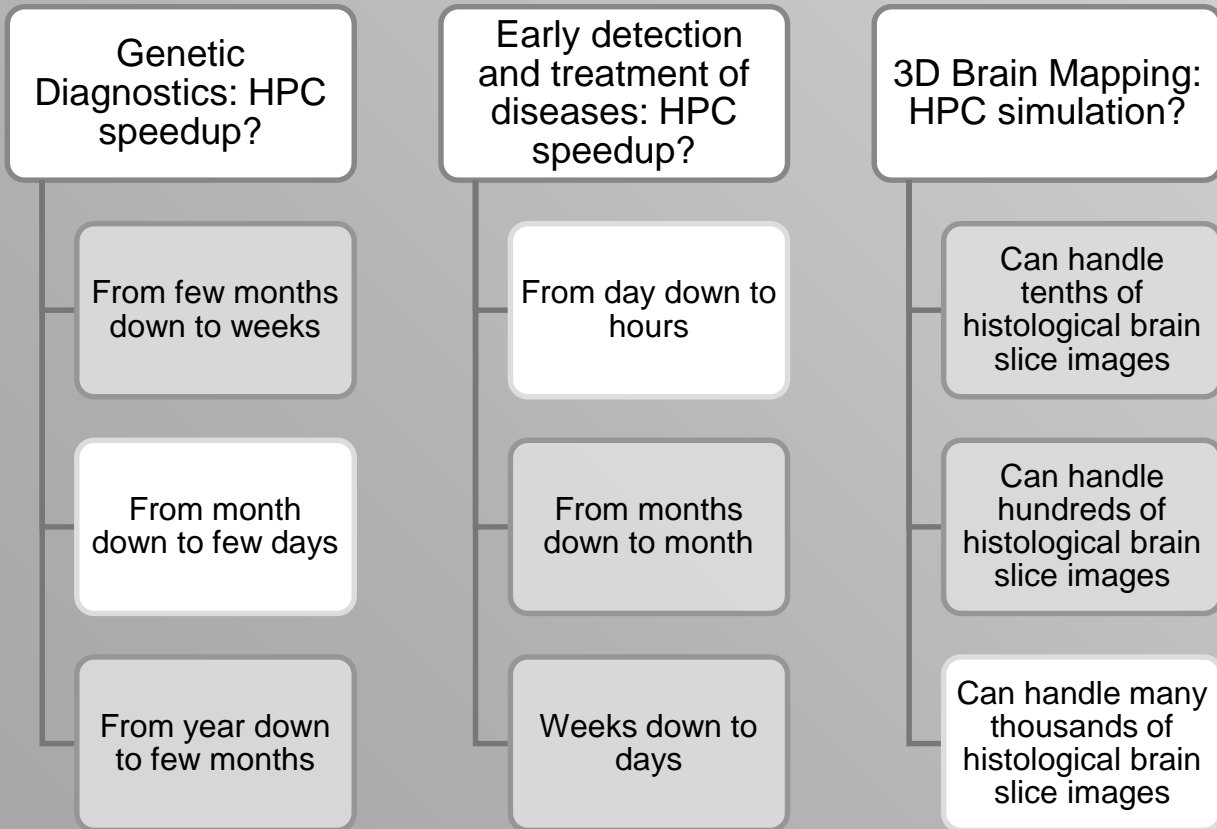 Genetic
Diagnostics: HPC
speedup?
From few months
down to weeks
From month
down to few days
From year down
to few months
Early detection
and treatment of
diseases: HPC
speedup?
From day down to
hours
From months
down to month
Weeks down to
days
3D Brain Mapping:
HPC simulation?
Can handle
tenths of
histological brain
slice images
Can handle
hundreds of
histological brain
slice images
Can handle many
thousands of
histological brain
slice images